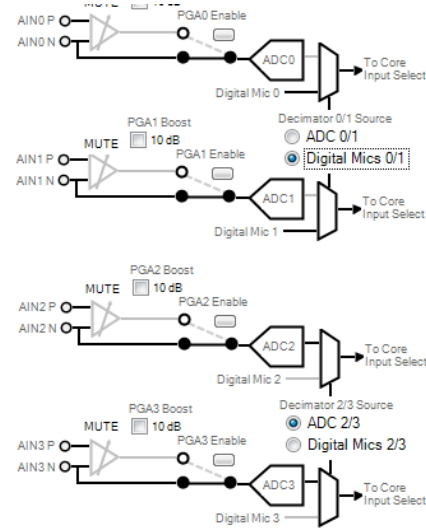 MUTE 10 dB
AIN0 P PGA0 Enable
AIN0 N
ADC0
To Core
Input Select
Digital Mic 0
Decimator 0/1 Source
PGA1 Boost
ADC 0/1
MUTE 10 dB
PGA1 Enable
Digital Mics 0/1
AIN1 P
AIN1 N
ADC1
To Core
Input Select
Digital Mic 1
PGA2 Boost
MUTE 10 dB
PGA2 Enable
AIN2 P
AIN2 N
ADC2
To Core
Input Select
Digital Mic 2
Decimator 2/3 Source
PGA3 Boost
ADC 2/3
MUTE 10 dB
PGA3 Enable
Digital Mics 2/3
AIN3 P
AIN3 N
ADC3
To Core
Input Select
Digital Mic 3